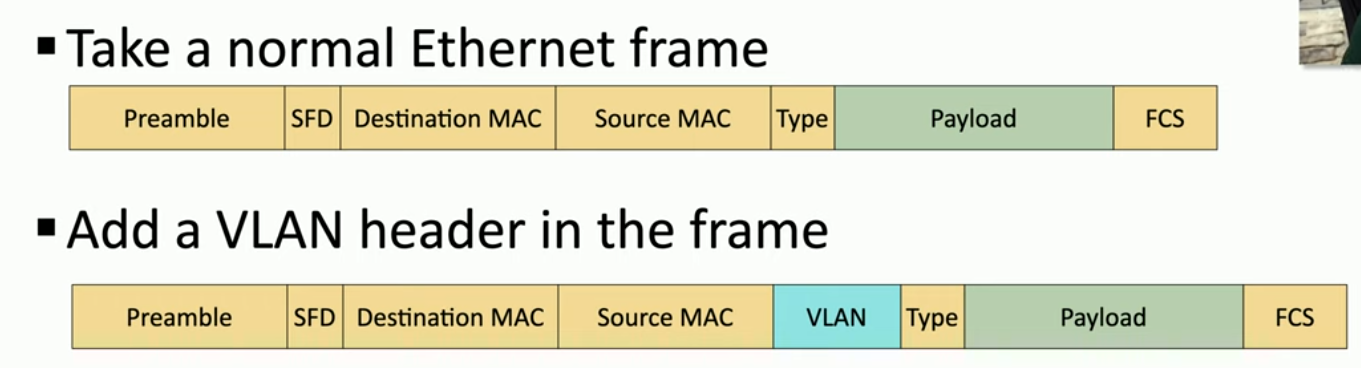 ▪ Take a normal Ethernet frame
Preamble SFD Destination MAC Source MAC Type Payload FCS
▪ Add a VLAN header in the frame
Preamble SFD Destination MAC Source MAC VLAN Type Payload FCS